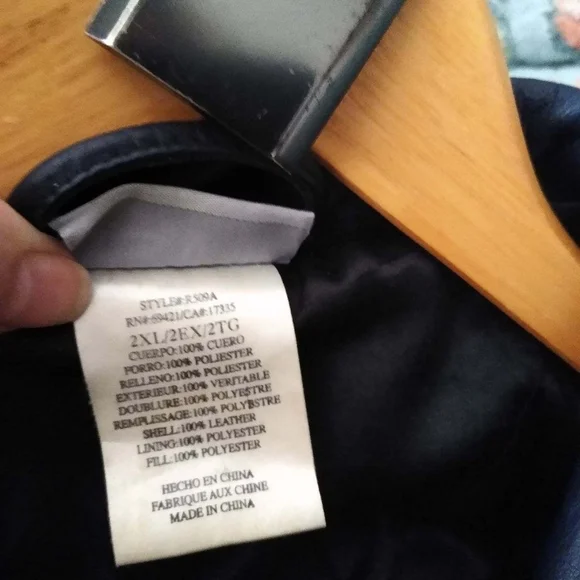 STYLE#:R509A
RN#:69421/CA#:17335
2XL/2EX/2TG
CUERPO:100% CUERO
FORRO:100% POLIESTER
RELLENO:100% POLIESTER
EXTERIEUR:100% VERITABLE
DOUBLURE:100% POLYESTRE
REMPLISSAGE:100% POLYESTRE
SHELL:100% LEATHER
LINING:100% POLYESTER
FILL:100% POLYESTER
HECHO EN CHINA
FABRIQUE AUX CHINE
MADE IN CHINA